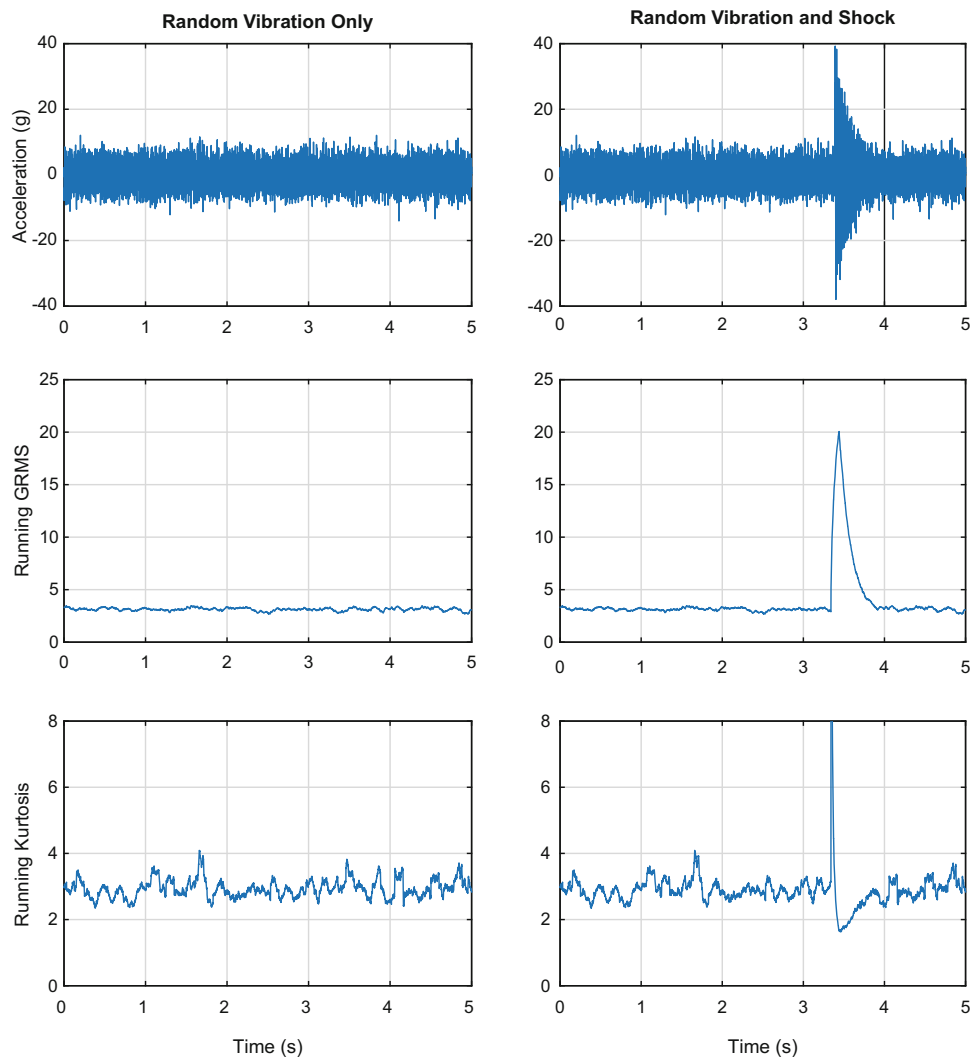 Random Vibration Only
Random Vibration and Shock
Acceleration (g)
40
20
0
-20
-40
0 1 2 3 4 5
40
20
0
-20
-40
0 1 2 3 4 5
Running GRMS
25
20
15
10
5
0
0 1 2 3 4 5
25
20
15
10
5
0
0 1 2 3 4 5
Running Kurtosis
8
6
4
2
0
0 1 2 3 4 5
Time (s)
8
6
4
2
0
0 1 2 3 4 5
Time (s)